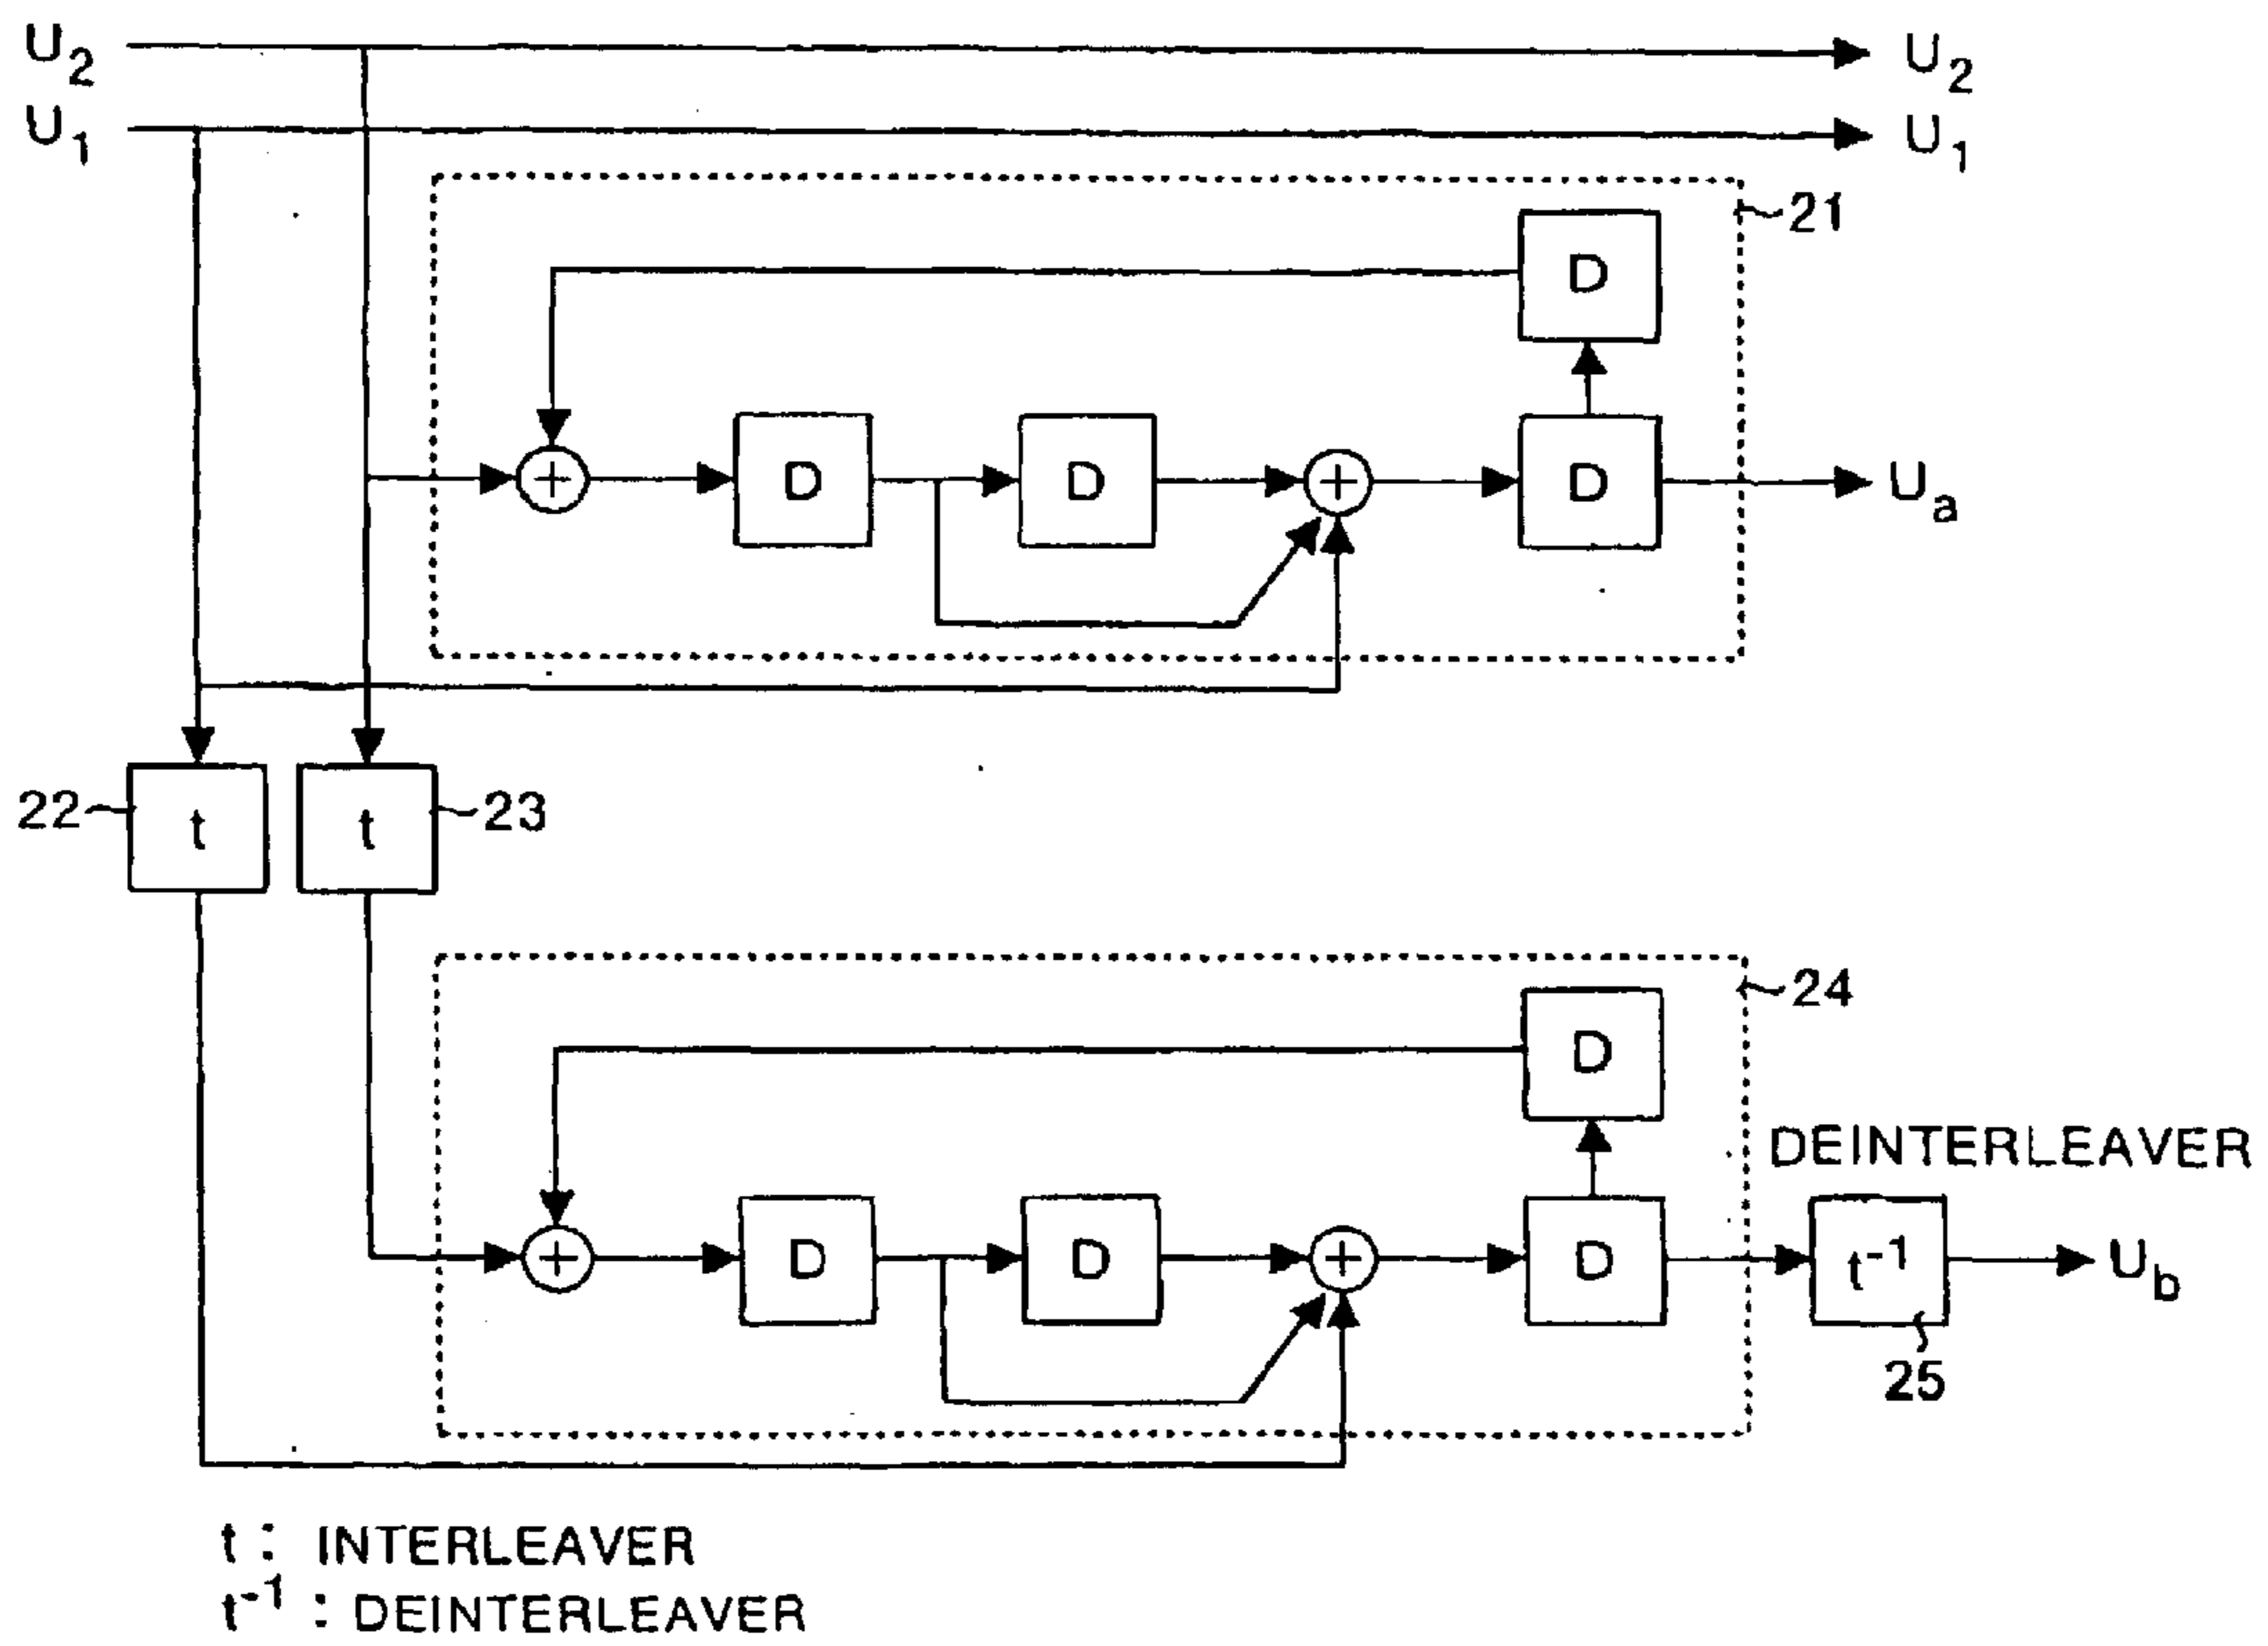 U2 U2
U1 U1
21
D
D D D Ua
22 t t 23
24
D
DEINTERLEAVER
D D D t-1 Ub
25
t : INTERLEAVER
t-1 : DEINTERLEAVER